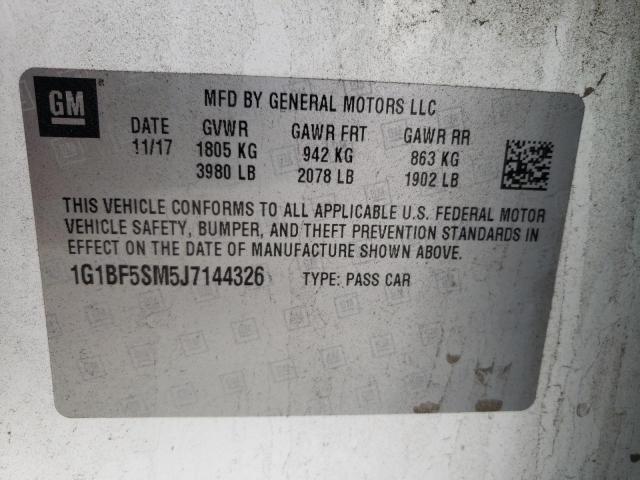 GM
MFD BY GENERAL MOTORS LLC
DATE GVWR GAWR FRT GAWR RR
11/17 1805 KG 942 KG 863 KG
3980 LB 2078 LB 1902 LB
THIS VEHICLE CONFORMS TO ALL APPLICABLE U.S. FEDERAL MOTOR
VEHICLE SAFETY, BUMPER, AND THEFT PREVENTION STANDARDS IN
EFFECT ON THE DATE OF MANUFACTURE SHOWN ABOVE.
1G1BF5SM5J7144326 TYPE: PASS CAR